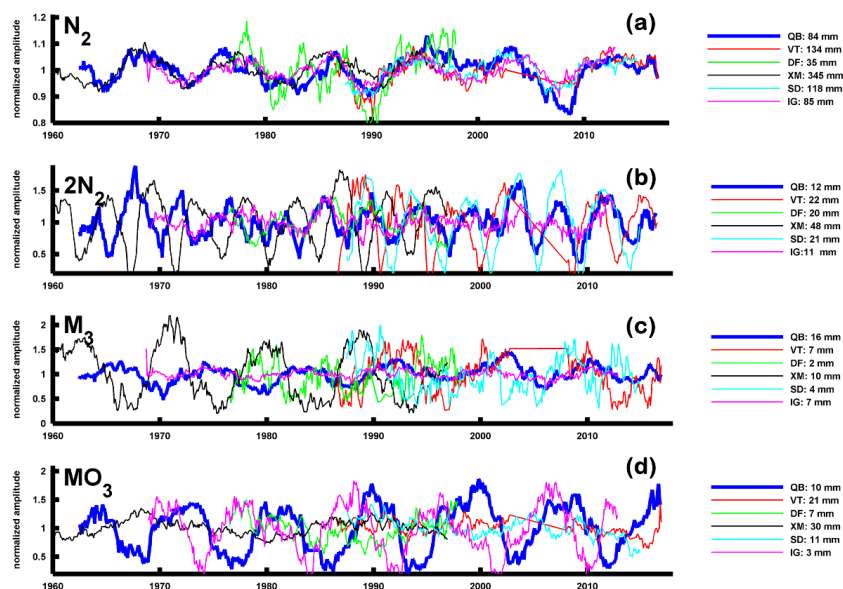 N2 (a)
normalized amplitude
1.2
1.1
1
0.9
0.8
1960 1970 1980 1990 2000 2010
QB: 84 mm
VT: 134 mm
DF: 35 mm
XM: 345 mm
SD: 118 mm
IG: 85 mm
2N2 (b)
normalized amplitude
1.5
1
0.5
1960 1970 1980 1990 2000 2010
QB: 12 mm
VT: 22 mm
DF: 20 mm
XM: 48 mm
SD: 21 mm
IG:11 mm
M3 (c)
normalized amplitude
2
1.5
1
0.5
0
1960 1970 1980 1990 2000 2010
QB: 16 mm
VT: 7 mm
DF: 2 mm
XM: 10 mm
SD: 4 mm
IG: 7 mm
MO3 (d)
normalized amplitude
2
1.5
1
0.5
1960 1970 1980 1990 2000 2010
QB: 10 mm
VT: 21 mm
DF: 7 mm
XM: 30 mm
SD: 11 mm
IG: 3 mm